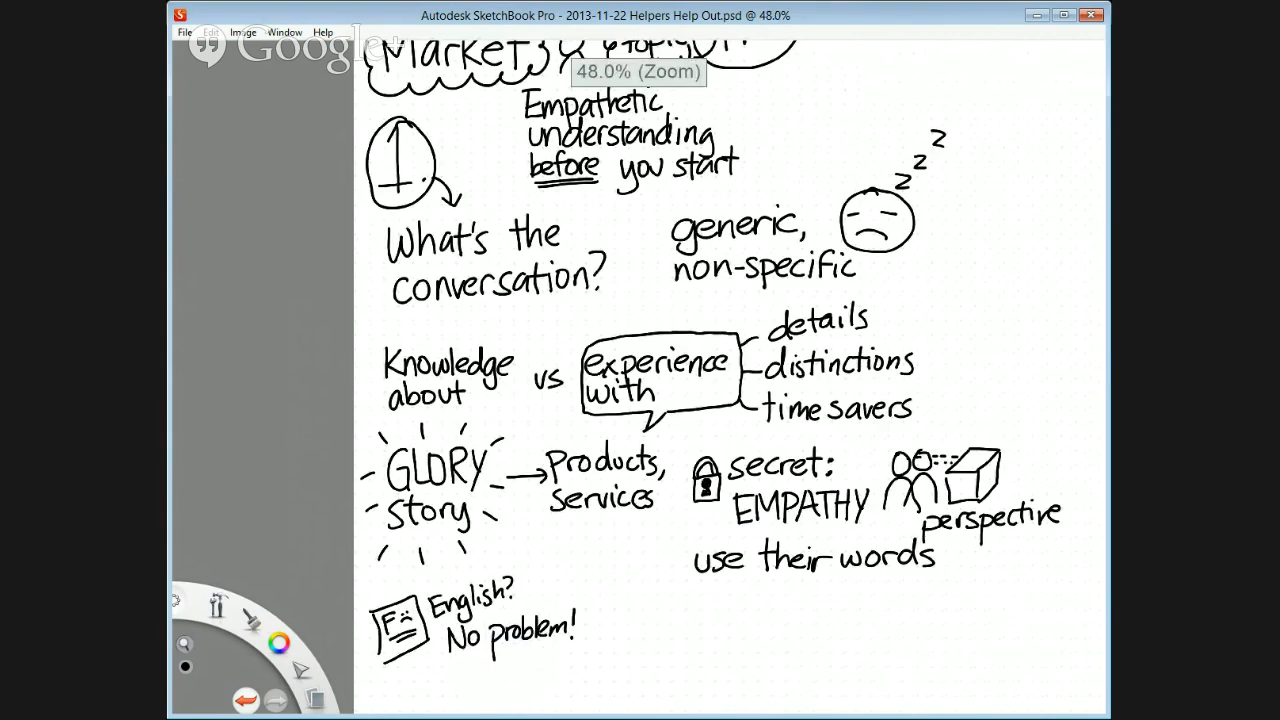 Autodesk SketchBook Pro - 2013-11-22 Helpers Help Out.psd @ 48.0%
File Edit Image Window Help
Google+
Market
48.0% (Zoom)
Empathetic
understanding
before you start
1
z z z
What's the
conversation?
generic,
non-specific
Knowledge
about
vs
experience
with
details
distinctions
time savers
GLORY
story
Products,
services
secret:
EMPATHY
perspective
use their words
F
English?
No problem!